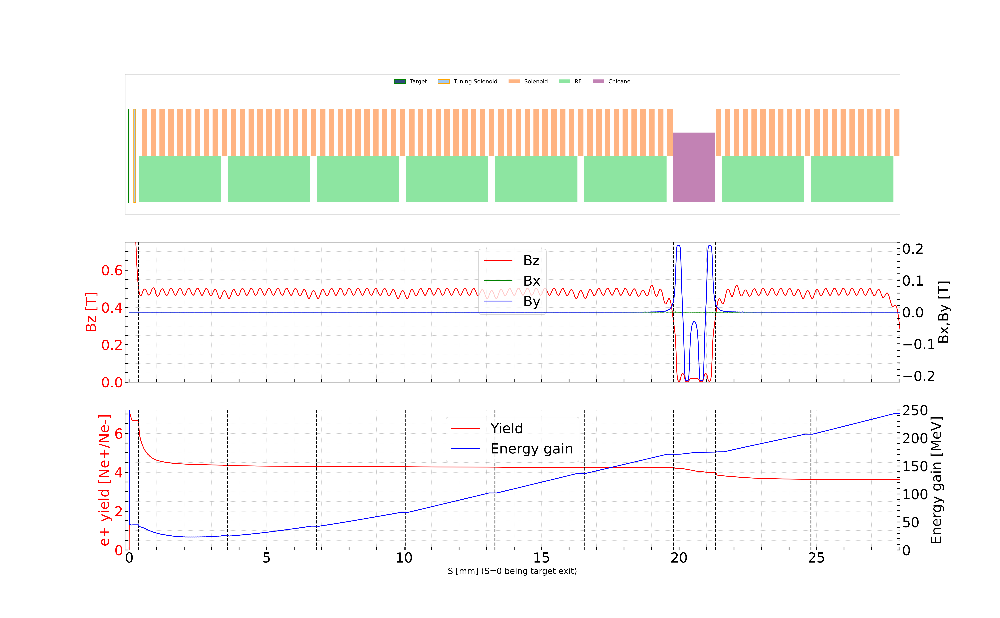 Target Tuning Solenoid Solenoid RF Chicane
Bz [T]
0.6
0.4
0.2
0.0
Bz
Bx
By
0.2
0.1
0.0
−0.1
−0.2
Bx,By [T]
e+ yield [Ne+/Ne-]
6
4
2
0
Yield
Energy gain
250
200
150
100
50
0
Energy gain [MeV]
0 5 10 15 20 25
S [mm] (S=0 being target exit)